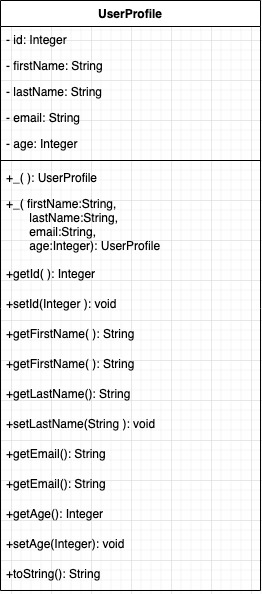 UserProfile
- id: Integer
- firstName: String
- lastName: String
- email: String
- age: Integer
+_( ): UserProfile
+_( firstName:String,
lastName:String,
email:String,
age:Integer): UserProfile
+getId( ): Integer
+setId(Integer ): void
+getFirstName( ): String
+getFirstName( ): String
+getLastName(): String
+setLastName(String ): void
+getEmail(): String
+getEmail(): String
+getAge(): Integer
+setAge(Integer): void
+toString(): String